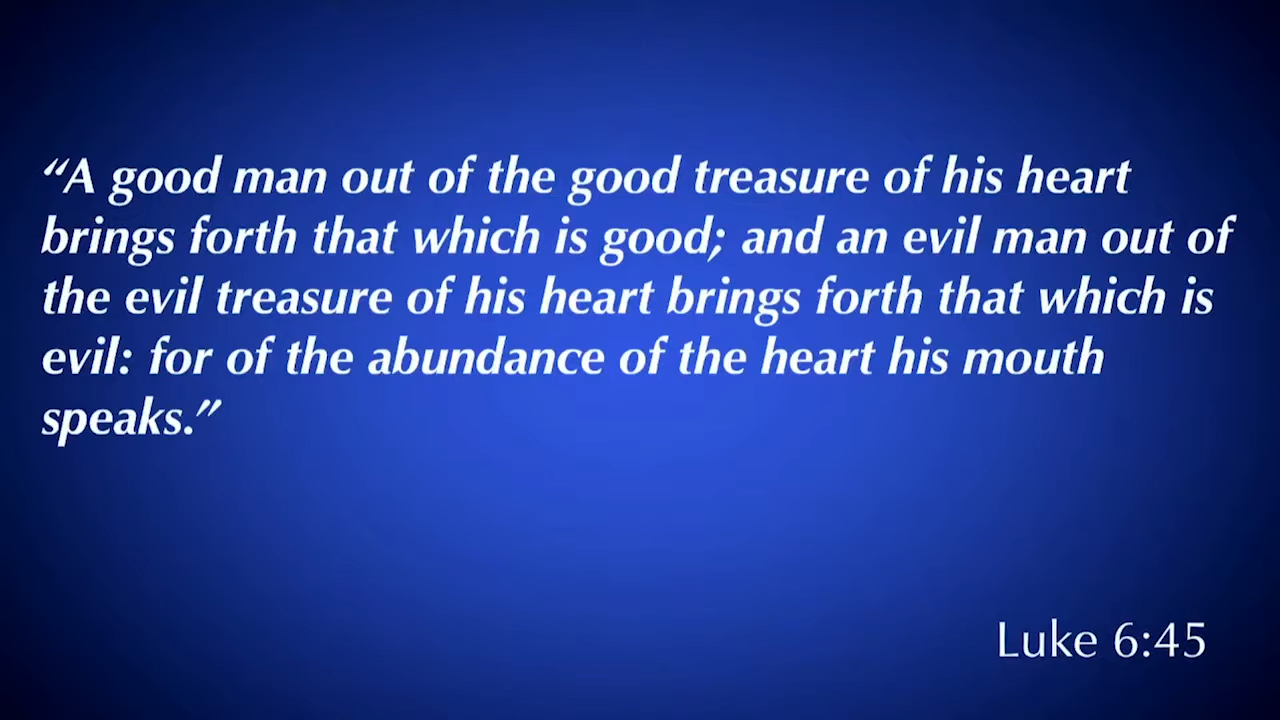 “A good man out of the good treasure of his heart
brings forth that which is good; and an evil man out of
the evil treasure of his heart brings forth that which is
evil: for of the abundance of the heart his mouth
speaks.”
Luke 6:45